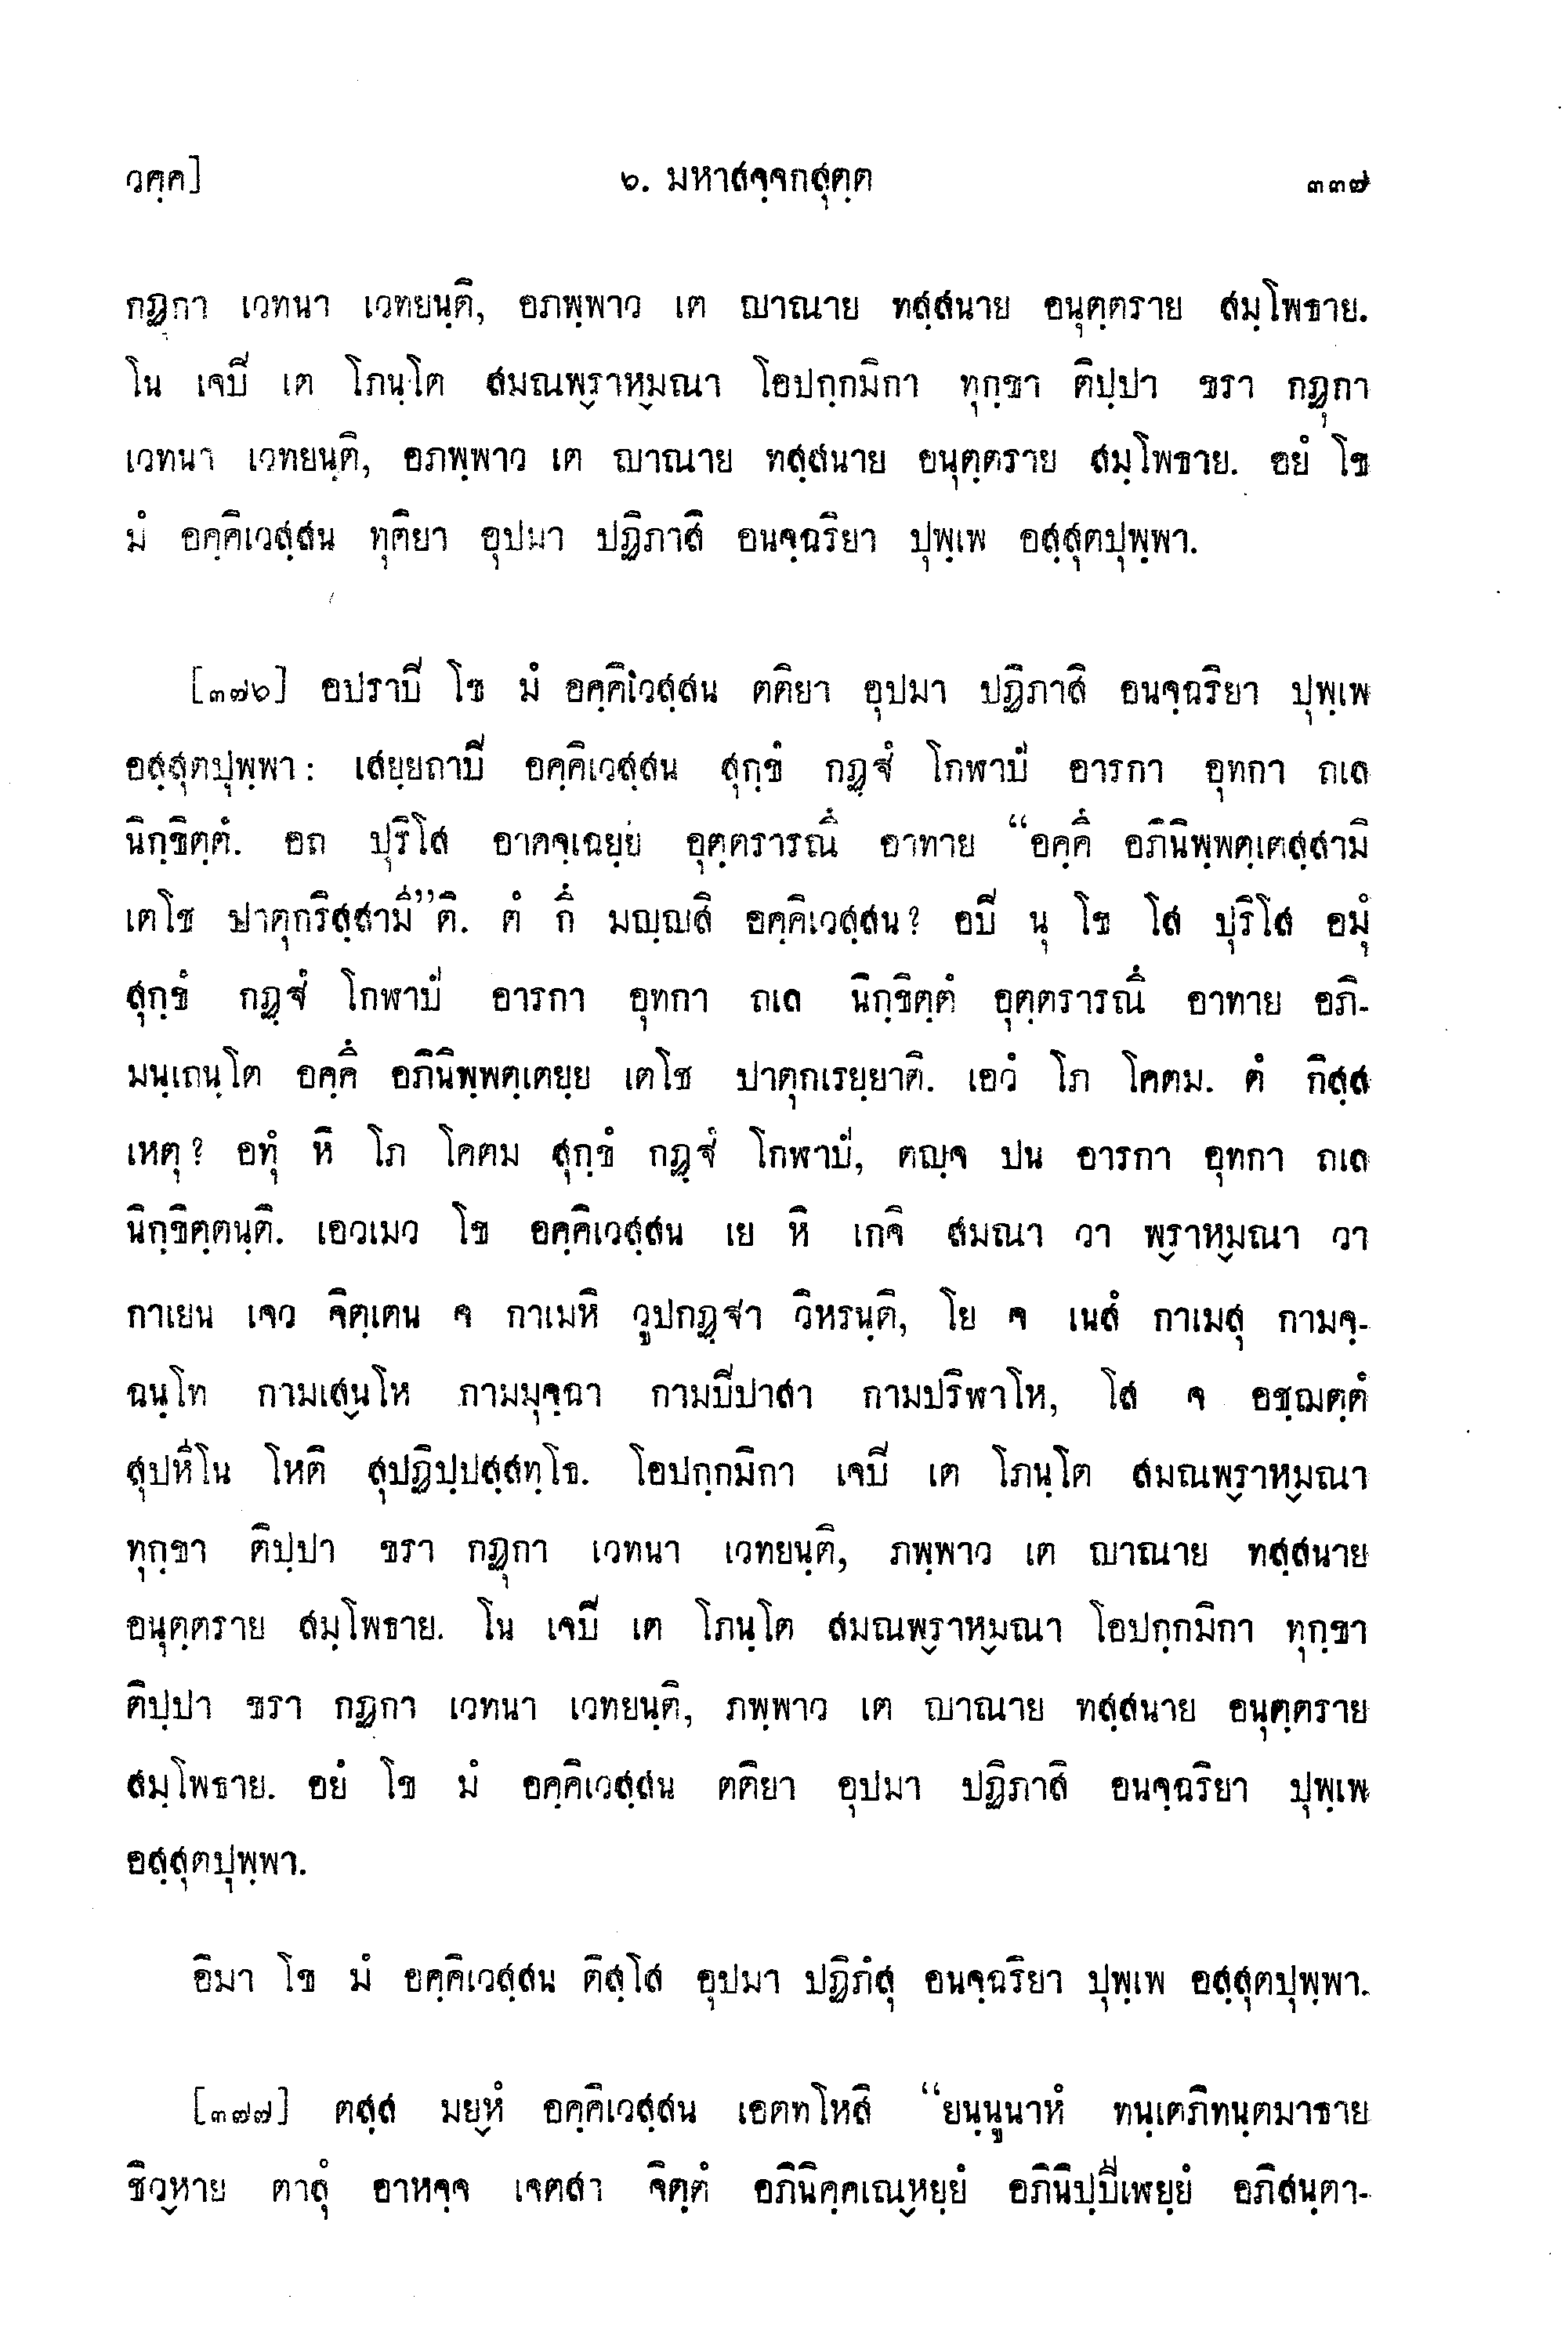 วคฺค] ๖. มหาสจฺจกสุตฺต ๓๓๗
กฏุกา เวทนา เวทยนฺติ, อภพฺพาว เต ญาณาย ทสฺสนาย อนุตฺตราย สมฺโพธาย.
โน เจปิ เต โภนฺโต สมณพฺราหฺมณา โอปกฺกมิกา ทุกฺขา ติปฺปา ขรา กฏุกา
เวทนา เวทยนฺติ, อภพฺพาว เต ญาณาย ทสฺสนาย อนุตฺตราย สมฺโพธาย. อยํ โข
มํ อคฺคิเวสฺสน ทุติยา อุปมา ปฏิภาสิ อนจฺฉริยา ปุพฺเพ อสฺสุตปุพฺพา.
[๓๗๖] อปราปิ โข มํ อคฺคิเวสฺสน ตติยา อุปมา ปฏิภาสิ อนจฺฉริยา ปุพฺเพ
อสฺสุตปุพฺพา: เสยฺยถาปิ อคฺคิเวสฺสน สุกฺขํ กฏฺฐํ โกฬาปํ อารกา อุทกา ถเล
นิกฺขิตฺตํ. อถ ปุริโส อาคจฺเฉยฺย อุตฺตรารณึ อาทาย “อคฺคึ อภินิพฺพตฺเตสฺสามิ
เตโช ปาตุกริสฺสามี”ติ. ตํ กึ มญฺญสิ อคฺคิเวสฺสน? อปิ นุ โข โส ปุริโส อมุํ
สุกฺขํ กฏฺฐํ โกฬาปํ อารกา อุทกา ถเล นิกฺขิตฺตํ อุตฺตรารณึ อาทาย อภิ-
มนฺเถนฺโต อคฺคึ อภินิพฺพตฺเตยฺย เตโช ปาตุกเรยฺยาติ. เอวํ โภ โคตม. ตํ กิสฺส
เหตุ? อทุํ หิ โภ โคตม สุกฺขํ กฏฺฐํ โกฬาปํ, ตญฺจ ปน อารกา อุทกา ถเล
นิกฺขิตฺตนฺติ. เอวเมว โข อคฺคิเวสฺสน เย หิ เกจิ สมณา วา พฺราหฺมณา วา
กาเยน เจว จิตฺเตน จ กาเมหิ วูปกฏฺฐา วิหรนฺติ, โย จ เนสํ กาเมสุ กามจฺ-
ฉนฺโท กามเสฺนโห กามมุจฺฉา กามปิปาสา กามปริฬาโห, โส จ อชฺฌตฺตํ
สุปหีโน โหติ สุปฏิปฺปสฺสทฺโธ. โอปกฺกมิกา เจปิ เต โภนฺโต สมณพฺราหฺมณา
ทุกฺขา ติปฺปา ขรา กฏุกา เวทนา เวทยนฺติ, ภพฺพาว เต ญาณาย ทสฺสนาย
อนุตฺตราย สมฺโพธาย. โน เจปิ เต โภนฺโต สมณพฺราหฺมณา โอปกฺกมิกา ทุกฺขา
ติปฺปา ขรา กฏกา เวทนา เวทยนฺติ, ภพฺพาว เต ญาณาย ทสฺสนาย อนุตฺตราย
สมฺโพธาย. อยํ โข มํ อคฺคิเวสฺสน ตติยา อุปมา ปฏิภาสิ อนจฺฉริยา ปุพฺเพ
อสฺสุตปุพฺพา.
อิมา โข มํ อคฺคิเวสฺสน ติสฺโส อุปมา ปฏิภํสุ อนจฺฉริยา ปุพฺเพ อสฺสุตปุพฺพา.
[๓๗๗] ตสฺส มยฺหํ อคฺคิเวสฺสน เอตทโหสิ “ยนฺนูนาหํ ทนฺเตภิทนฺตมาธาย
ชิวฺหาย ตาลุํ อาหจฺจ เจตสา จิตฺตํ อภินิคฺคเณฺหยฺยํ อภินิปฺปีเฬยฺยํ อภิสนฺตา-